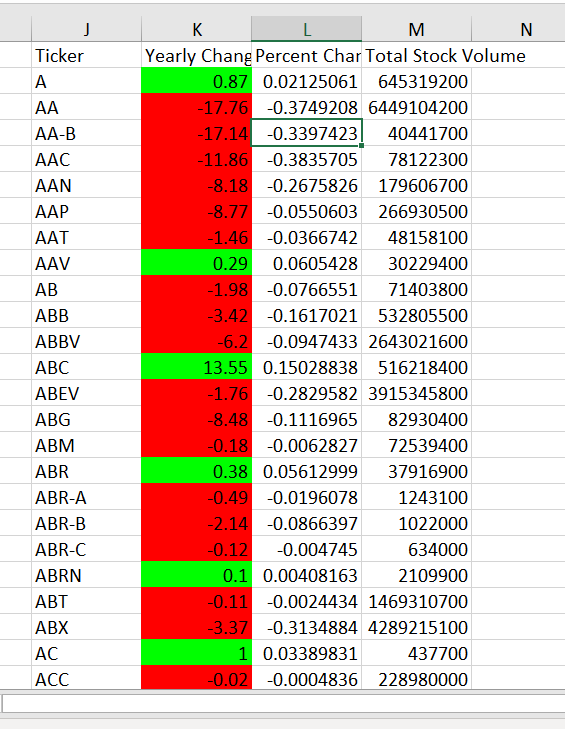 J K L M N
Ticker Yearly Chang Percent Char Total Stock Volume
A 0.87 0.02125061 645319200
AA -17.76 -0.3749208 6449104200
AA-B -17.14 -0.3397423 40441700
AAC -11.86 -0.3835705 78122300
AAN -8.18 -0.2675826 179606700
AAP -8.77 -0.0550603 266930500
AAT -1.46 -0.0366742 48158100
AAV 0.29 0.0605428 30229400
AB -1.98 -0.0766551 71403800
ABB -3.42 -0.1617021 532805500
ABBV -6.2 -0.0947433 2643021600
ABC 13.55 0.15028838 516218400
ABEV -1.76 -0.2829582 3915345800
ABG -8.48 -0.1116965 82930400
ABM -0.18 -0.0062827 72539400
ABR 0.38 0.05612999 37916900
ABR-A -0.49 -0.0196078 1243100
ABR-B -2.14 -0.0866397 1022000
ABR-C -0.12 -0.004745 634000
ABRN 0.1 0.00408163 2109900
ABT -0.11 -0.0024434 1469310700
ABX -3.37 -0.3134884 4289215100
AC 1 0.03389831 437700
ACC -0.02 -0.0004836 228980000